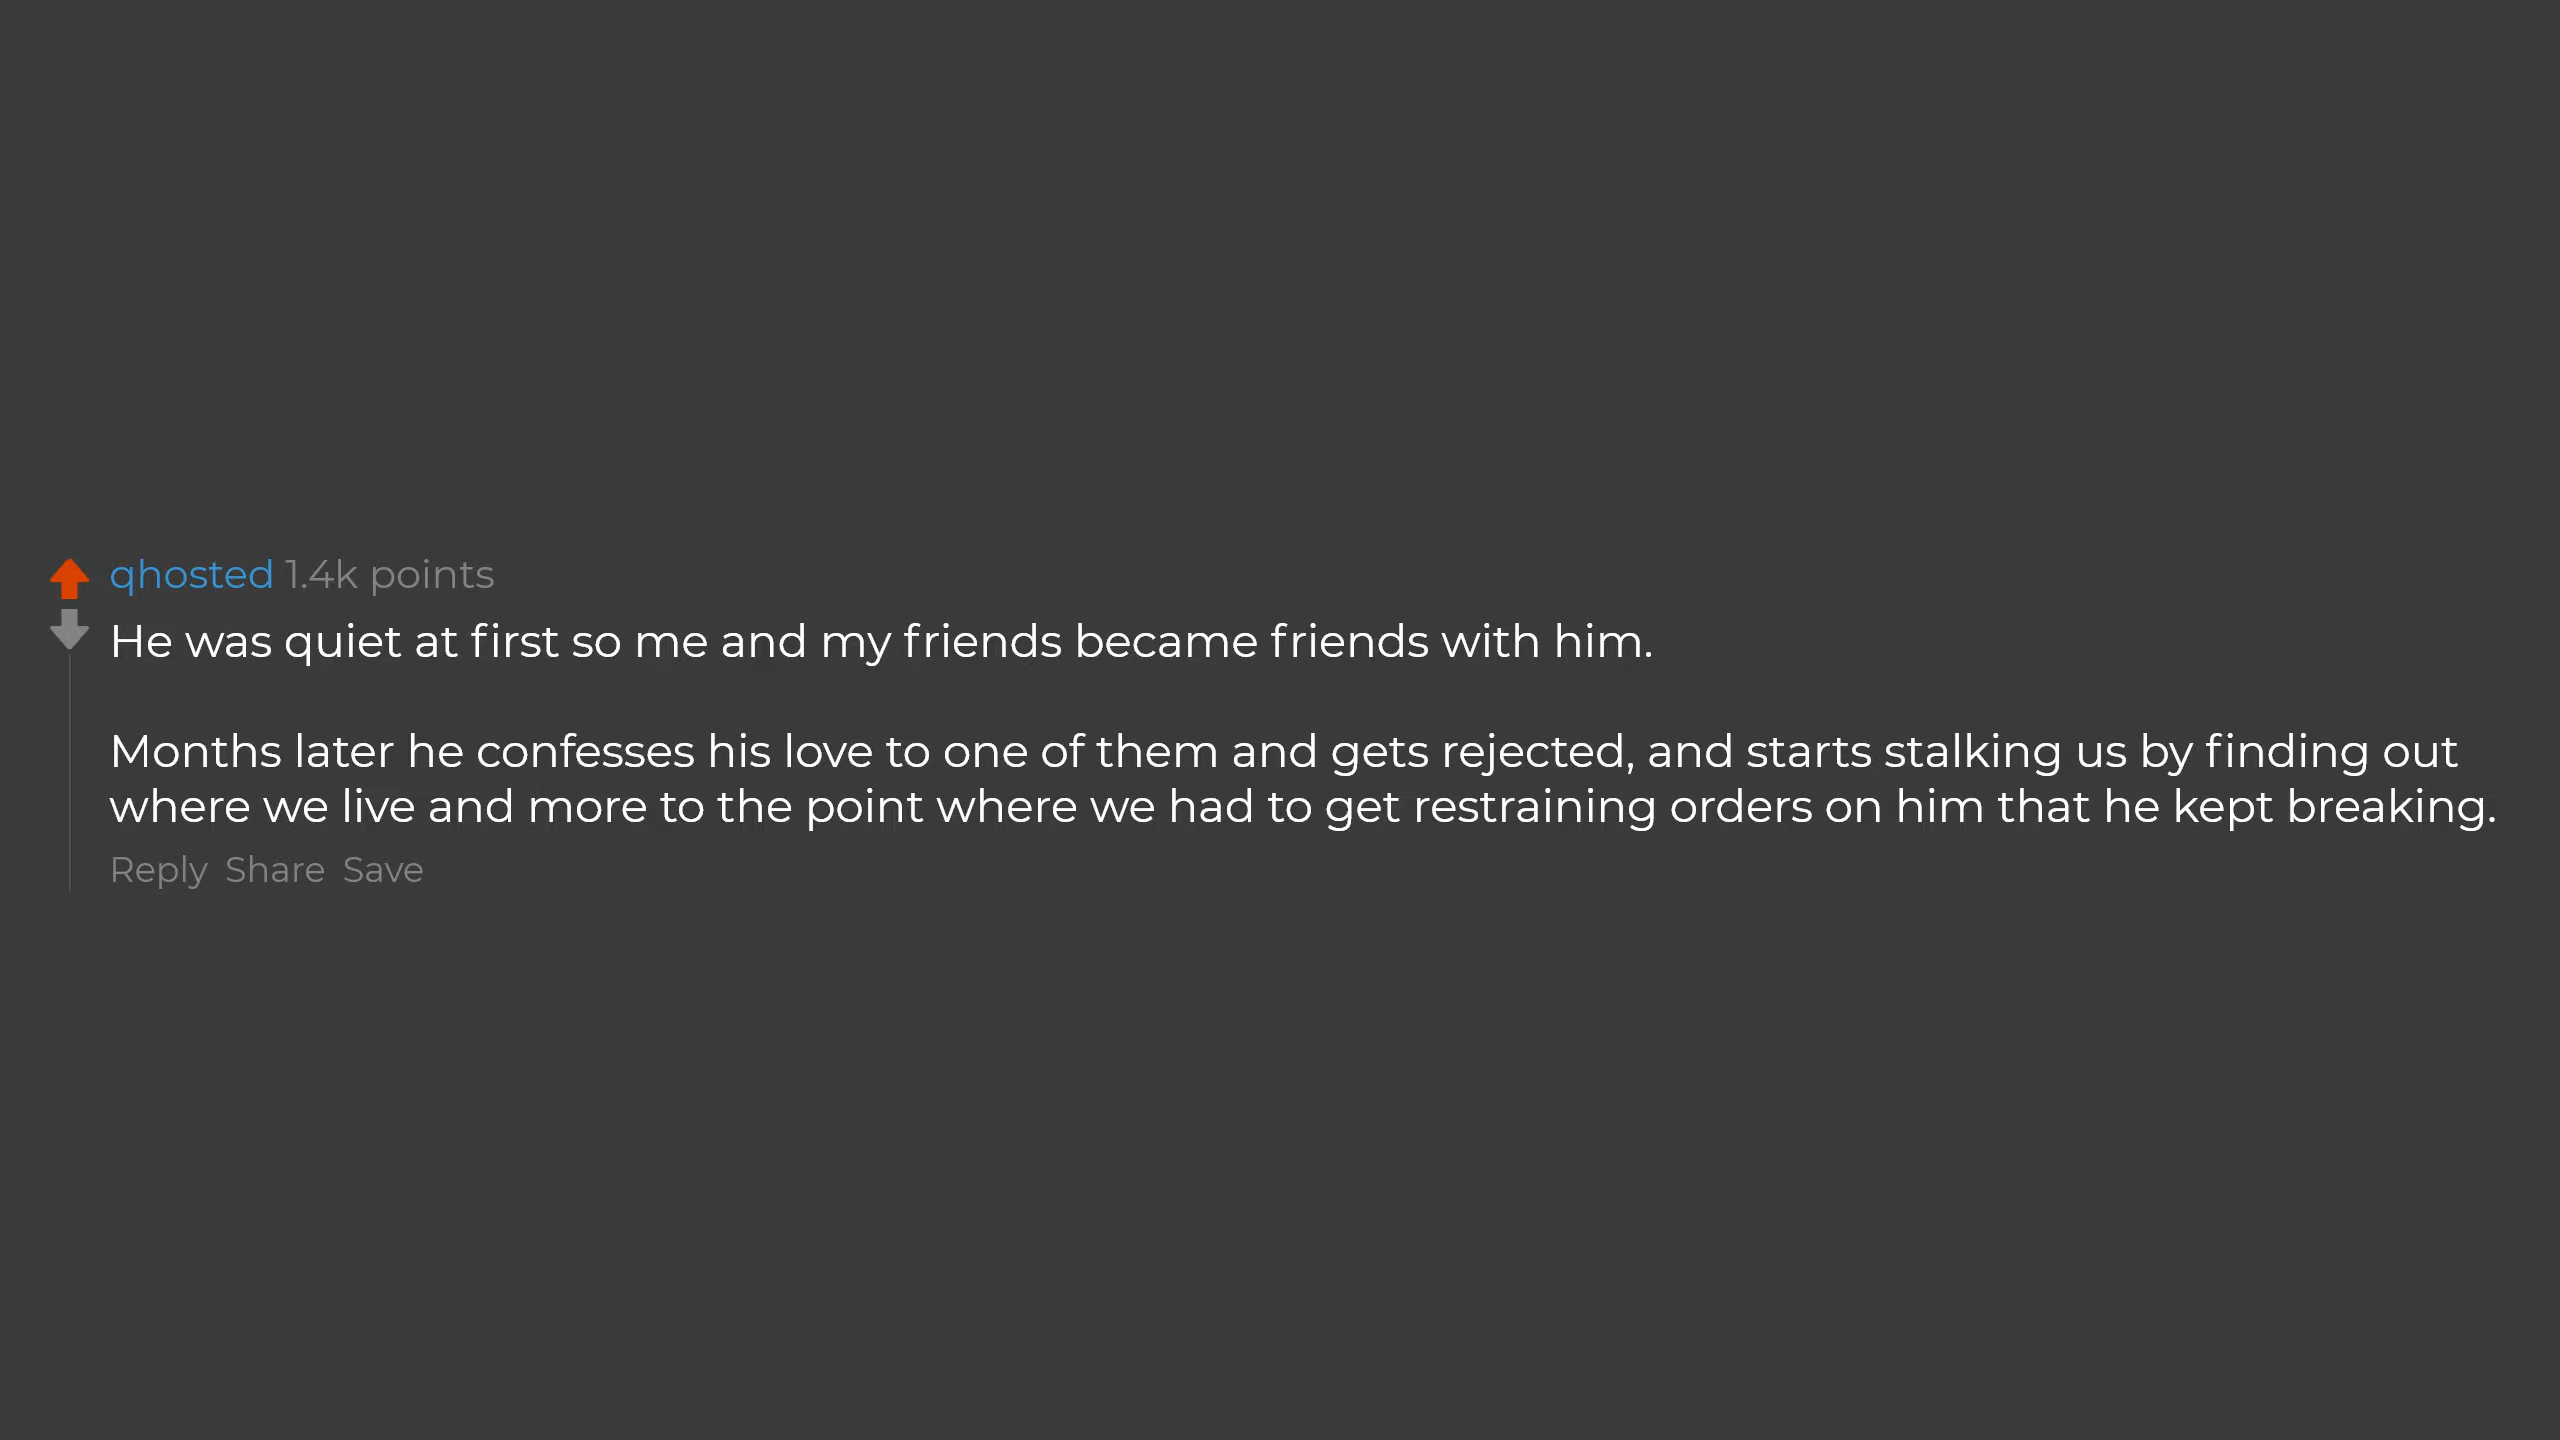 qhosted 1.4k points
He was quiet at first so me and my friends became friends with him.
Months later he confesses his love to one of them and gets rejected, and starts stalking us by finding out
where we live and more to the point where we had to get restraining orders on him that he kept breaking.
Reply Share Save